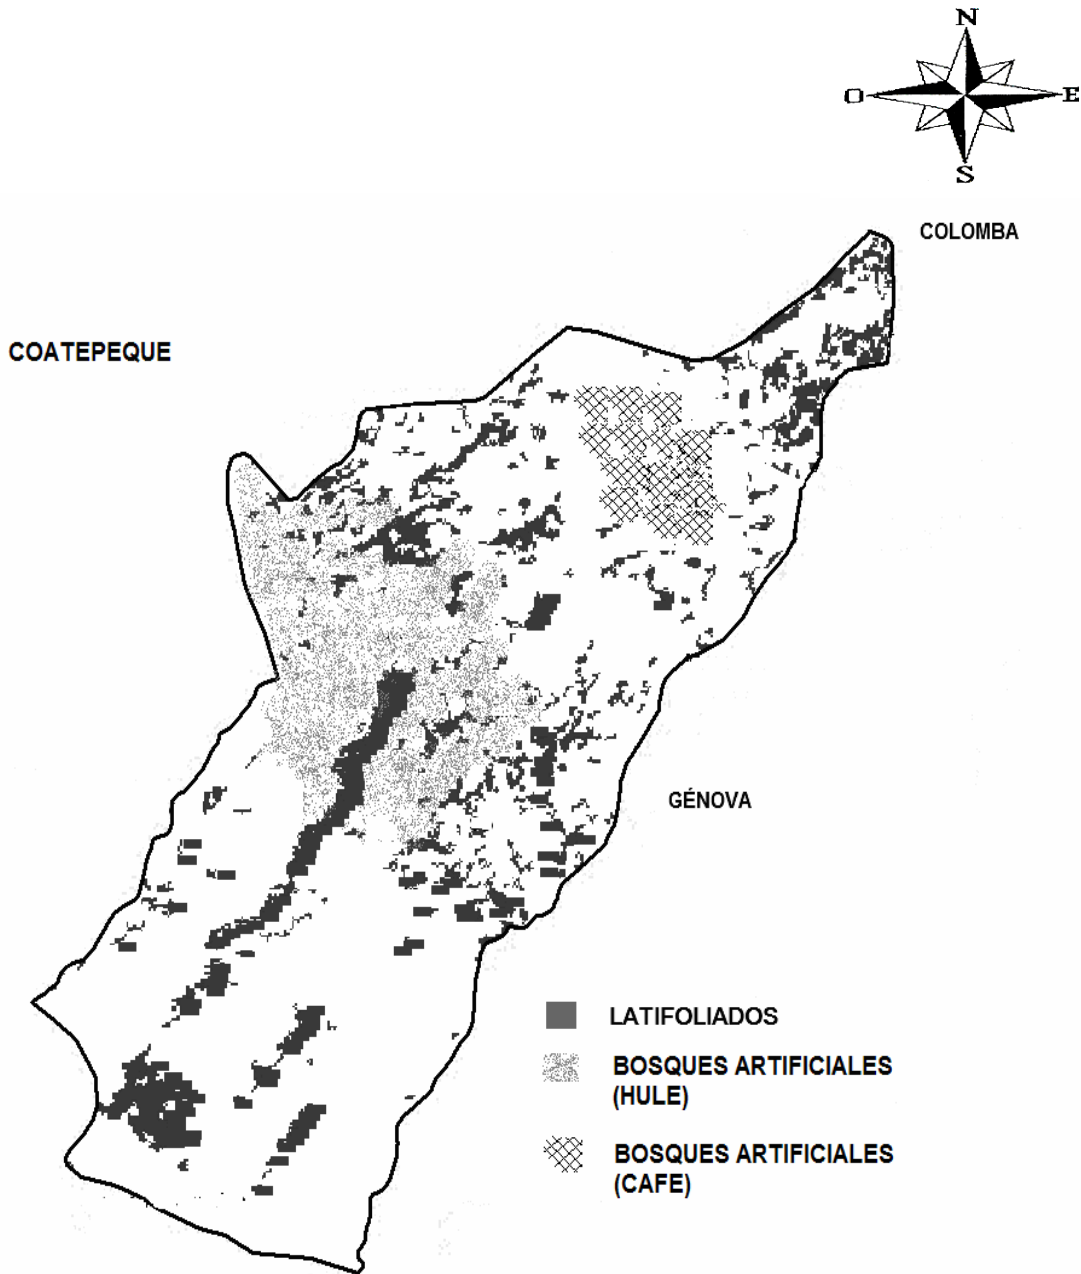 N
O
E
S
COLOMBA
COATEPEQUE
GÉNOVA
LATIFOLIADOS
BOSQUES ARTIFICIALES
(HULE)
BOSQUES ARTIFICIALES
(CAFE)